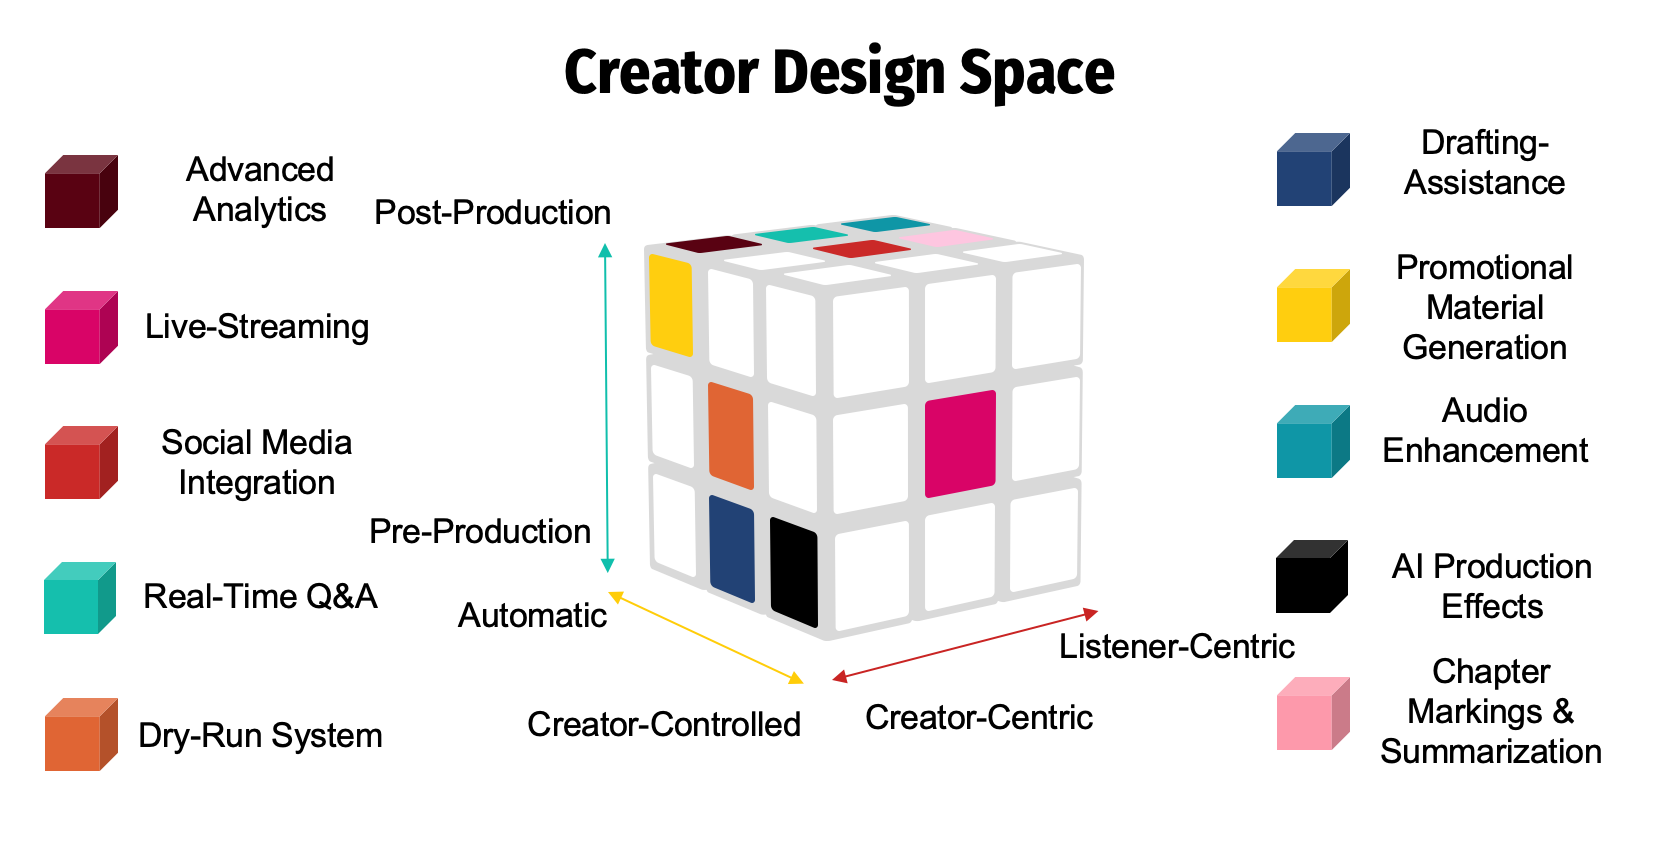 Creator Design Space
Advanced
Analytics
Live-Streaming
Social Media
Integration
Real-Time Q&A
Dry-Run System
Post-Production
Pre-Production
Automatic
Creator-Controlled
Creator-Centric
Listener-Centric
Drafting-
Assistance
Promotional
Material
Generation
Audio
Enhancement
AI Production
Effects
Chapter
Markings &
Summarization